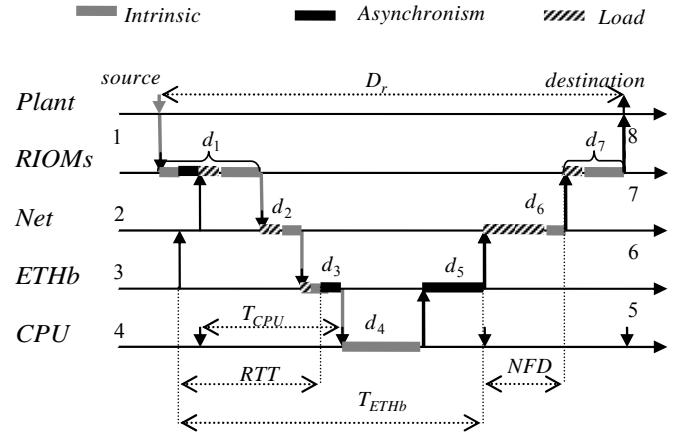 Intrinsic Asynchronism Load
source D_r destination
Plant
1 d_1 d_7 8
RIOMs
7
2 d_2 d_6
Net
6
3 d_3 d_5
ETHb
T_CPU d_4 5
CPU 4
RTT NFD
T_ETHb